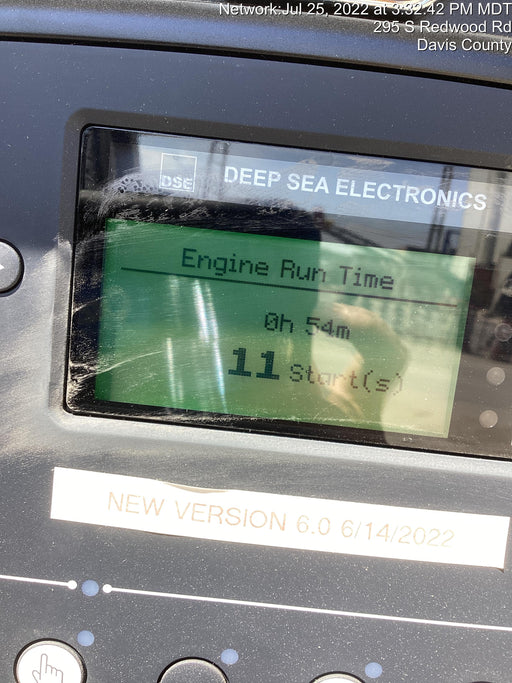 Network:Jul 25, 2022 at 3:32:42 PM MDT
295 S Redwood Rd
Davis County
DSE
DEEP SEA ELECTRONICS
Engine Run Time
0h 54m
11 Start(s)
NEW VERSION 6.0 6/14/2022